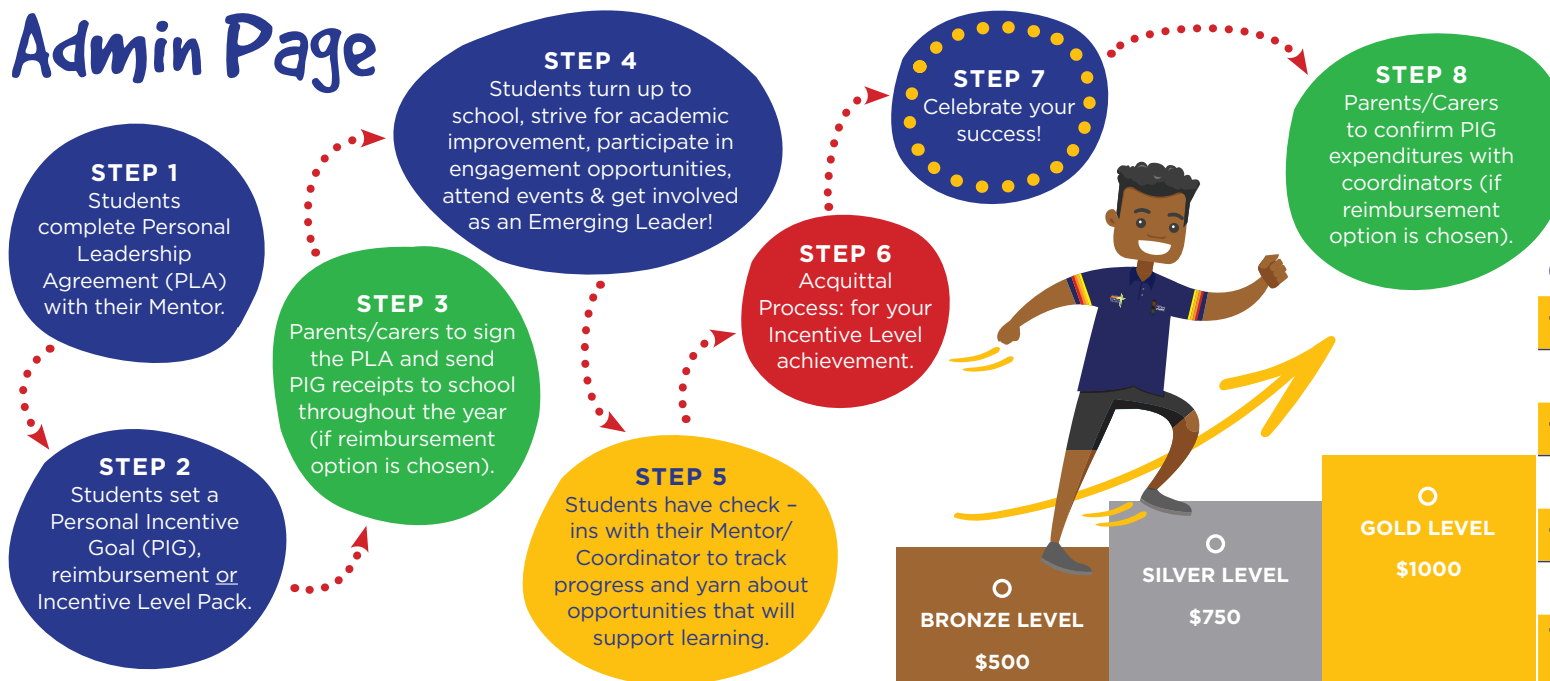 Admin Page
STEP 1
Students
complete Personal
Leadership
Agreement (PLA)
with their Mentor.
STEP 2
Students set a
Personal Incentive
Goal (PIG),
reimbursement or
Incentive Level Pack.
STEP 3
Parents/carers to sign
the PLA and send
PIG receipts to school
throughout the year
(if reimbursement
option is chosen).
STEP 4
Students turn up to
school, strive for academic
improvement, participate in
engagement opportunities,
attend events & get involved
as an Emerging Leader!
STEP 5
Students have check –
ins with their Mentor/
Coordinator to track
progress and yarn about
opportunities that will
support learning.
STEP 6
Acquittal
Process: for your
Incentive Level
achievement.
STEP 7
Celebrate your
success!
STEP 8
Parents/Carers
to confirm PIG
expenditures with
coordinators (if
reimbursement
option is chosen).
BRONZE LEVEL
$500
SILVER LEVEL
$750
GOLD LEVEL
$1000